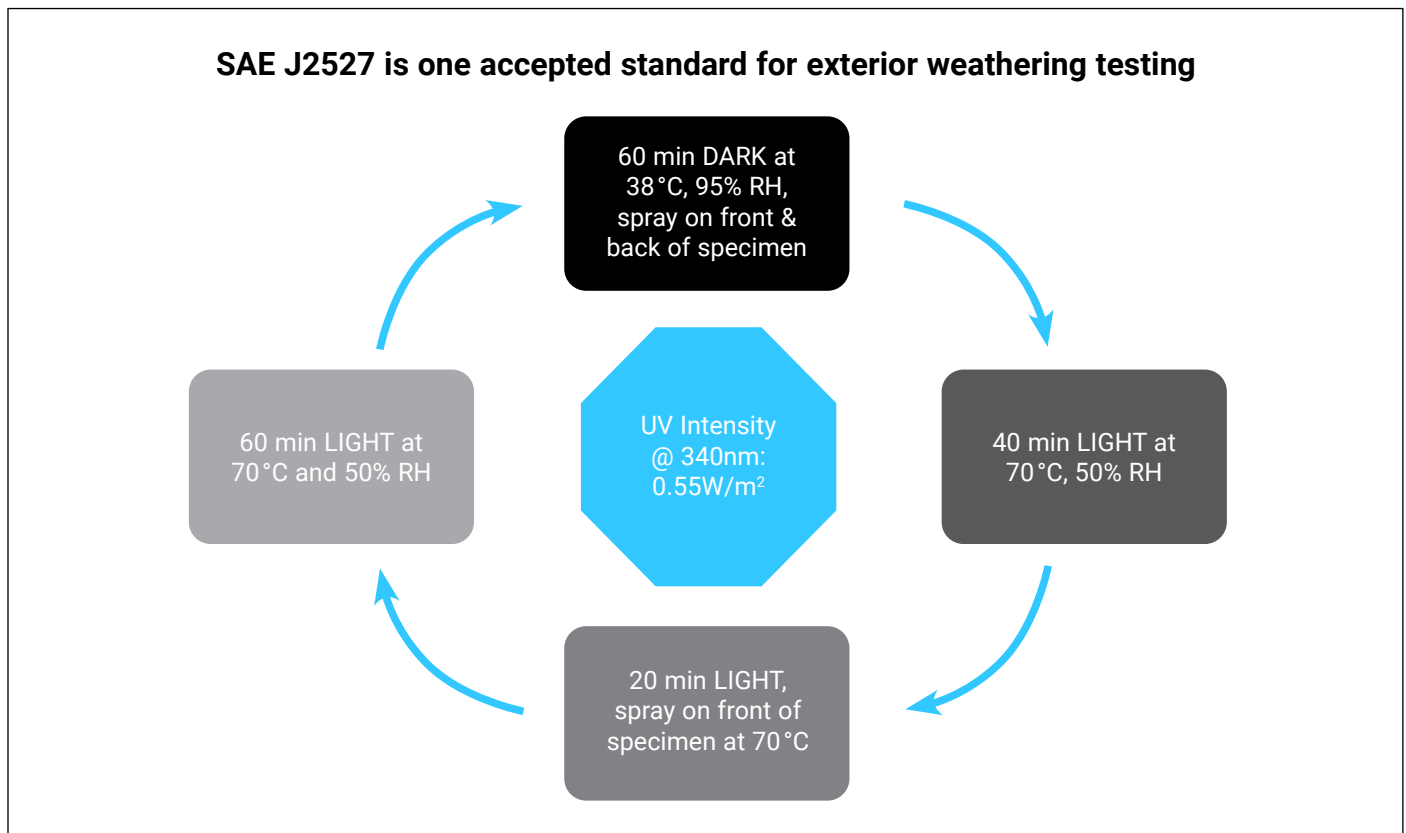 SAE J2527 is one accepted standard for exterior weathering testing
60 min DARK at
38°C, 95% RH,
spray on front &
back of specimen
40 min LIGHT at
70°C, 50% RH
20 min LIGHT,
spray on front of
specimen at 70°C
60 min LIGHT at
70°C and 50% RH
UV Intensity
@ 340nm:
0.55W/m²